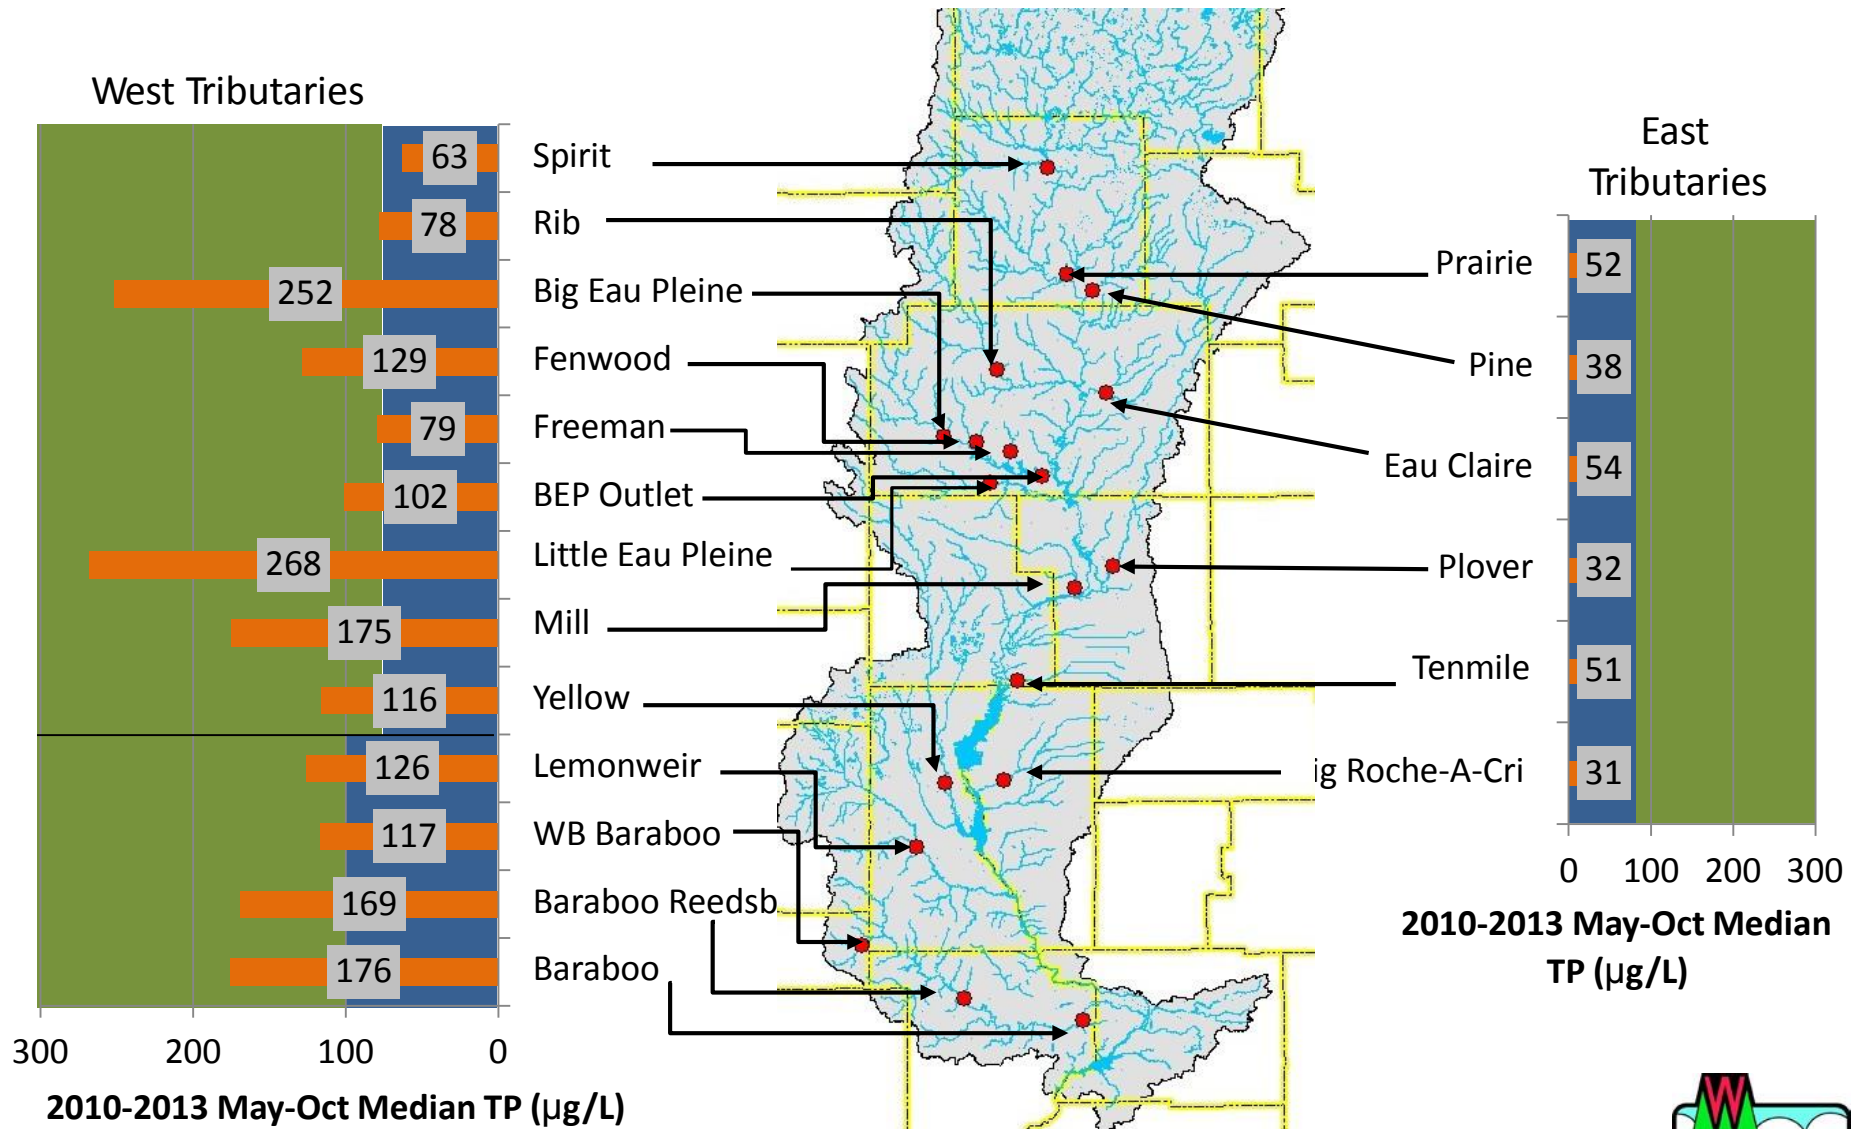 West Tributaries
63
78
252
129
79
102
268
175
116
126
117
169
176
300 200 100 0
2010-2013 May-Oct Median TP (µg/L)
Spirit
Rib
Big Eau Pleine
Fenwood
Freeman
BEP Outlet
Little Eau Pleine
Mill
Yellow
Lemonweir
WB Baraboo
Baraboo Reedsb
Baraboo
Prairie
Pine
Eau Claire
Plover
Tenmile
ig Roche-A-Cri
East
Tributaries
52
38
54
32
51
31
0 100 200 300
2010-2013 May-Oct Median
TP (µg/L)
W